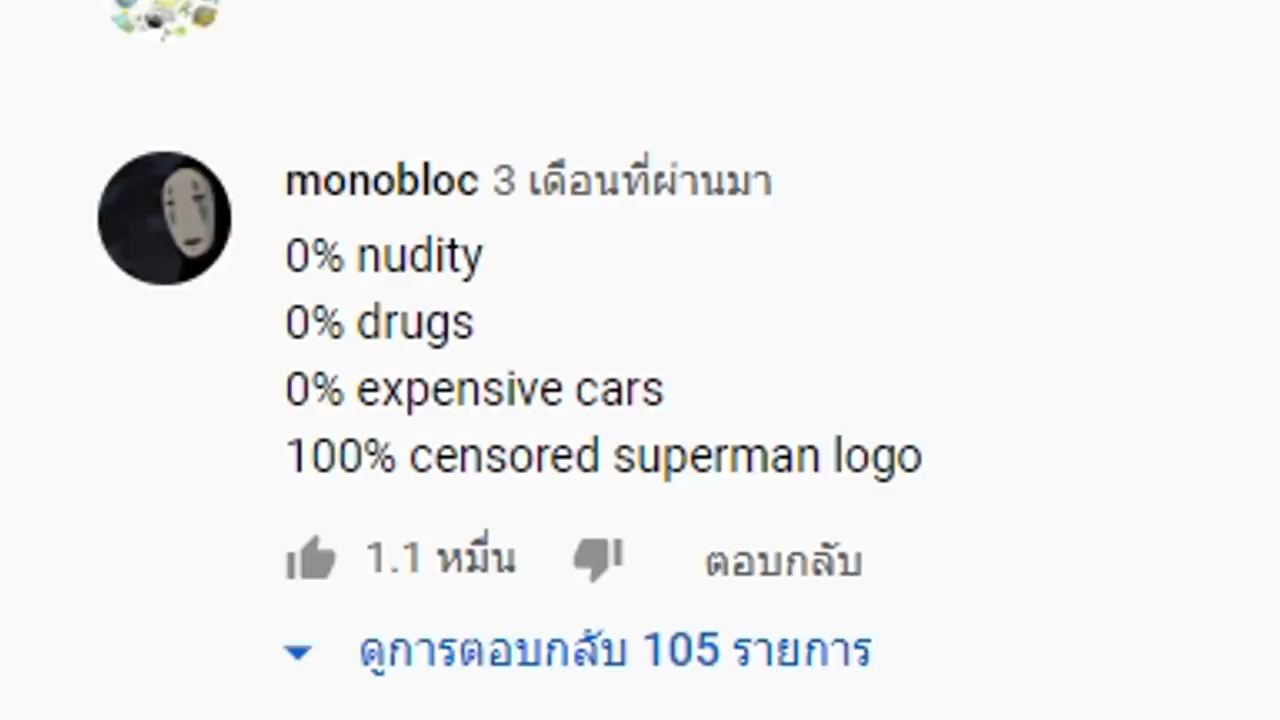 monobloc 3 เดือนที่ผ่านมา
0% nudity
0% drugs
0% expensive cars
100% censored superman logo
1.1 หมื่น ตอบกลับ
ดูการตอบกลับ 105 รายการ